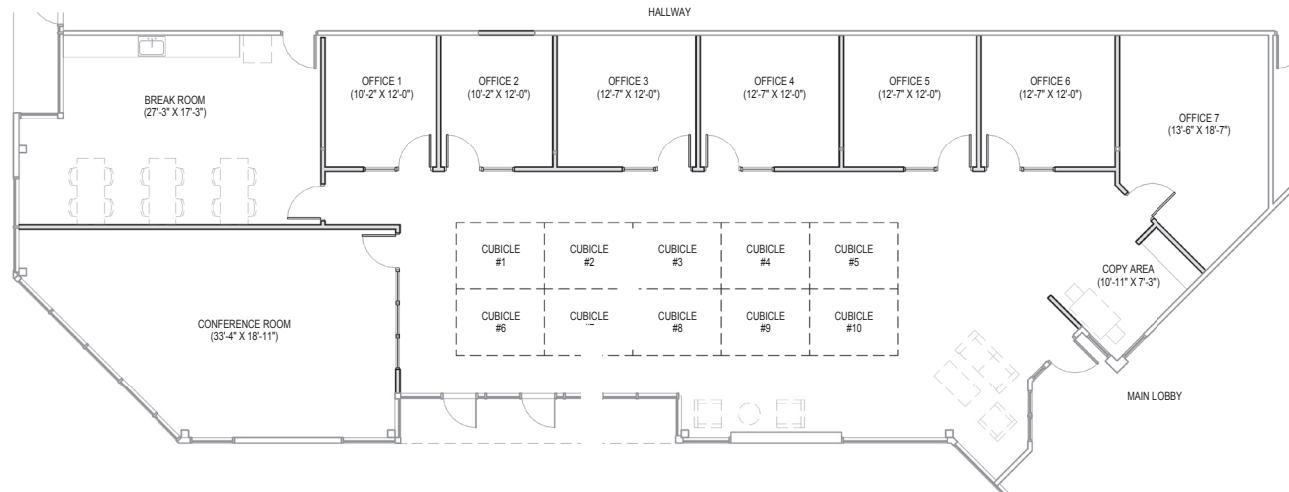 HALLWAY
BREAK ROOM
(27'-3" X 17'-3")
OFFICE 1
(10'-2" X 12'-0")
OFFICE 2
(10'-2" X 12'-0")
OFFICE 3
(12'-7" X 12'-0")
OFFICE 4
(12'-7" X 12'-0")
OFFICE 5
(12'-7" X 12'-0")
OFFICE 6
(12'-7" X 12'-0")
OFFICE 7
(13'-6" X 18'-7")
CUBICLE
#1
CUBICLE
#2
CUBICLE
#3
CUBICLE
#4
CUBICLE
#5
COPY AREA
(10'-11" X 7'-3")
CONFERENCE ROOM
(33'-4" X 18'-11")
CUBICLE
#6
CUBICLE
CUBICLE
#8
CUBICLE
#9
CUBICLE
#10
MAIN LOBBY